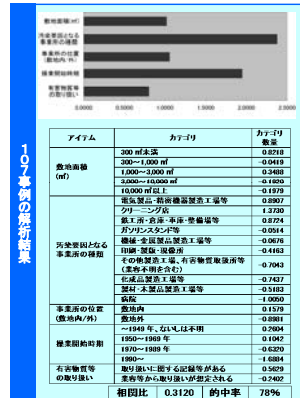 107事例の解析結果
敷地面積(㎡)
汚染要因となる
事業所の種類
事業所の位置
(敷地内/外)
操業開始時期
有害物質等
の取り扱い
0.0000 0.5000 1.0000 1.5000 2.0000 2.5000
アイテム カテゴリ カテゴリ数量
敷地面積(㎡)
300㎡未満 0.8218
300~1,000㎡ -0.0419
1,000~3,000㎡ 0.3488
3,000~10,000㎡ -0.1820
10,000㎡以上 -0.1979
汚染要因となる事業所の種類
電気製品・精密機器製造工場等 0.8907
クリーニング店 1.3730
鉄工所・倉庫・車庫・整備場等 0.8724
ガソリンスタンド等 -0.0514
機械・金属製品製造工場等 -0.0676
印刷・製版・現像所 -0.4163
その他製造工場、有害物質取扱所等
(業容不明を含む) -0.7043
化成品製造工場等 -0.7437
製材・木製品製造工場等 -0.5183
病院 -1.0050
事業所の位置(敷地内/外)
敷地内 0.1579
敷地外 -0.8981
操業開始時期
~1949年、ないしは不明 0.2604
1950~1969年 0.1042
1970~1989年 -0.6320
1990~ -1.6884
有害物質等の取り扱い
取り扱いに関する記録等がある 0.5629
業容等から取り扱いが想定される -0.2402
相関比 0.3120 的中率 78%